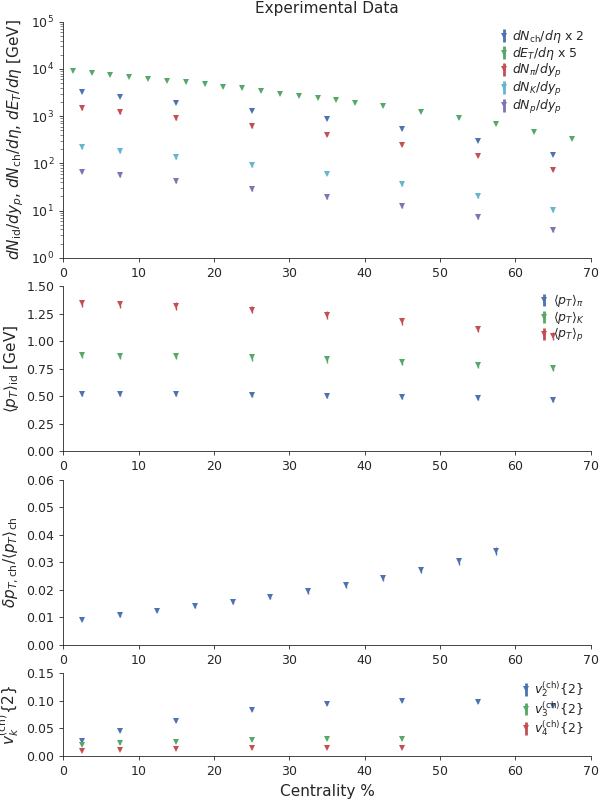 Experimental Data
dN_id/dy_p, dN_ch/dη, dE_T/dη [GeV]
10^5
10^4
10^3
10^2
10^1
10^0
dN_ch/dη x 2
dE_T/dη x 5
dN_π/dy_p
dN_K/dy_p
dN_p/dy_p
0 10 20 30 40 50 60 70
⟨p_T⟩_id [GeV]
1.50
1.25
1.00
0.75
0.50
0.25
0.00
⟨p_T⟩_π
⟨p_T⟩_K
⟨p_T⟩_p
0 10 20 30 40 50 60 70
δp_T,ch/⟨p_T⟩_ch
0.06
0.05
0.04
0.03
0.02
0.01
0.00
0 10 20 30 40 50 60 70
v_k^(ch){2}
0.15
0.10
0.05
0.00
v_2^(ch){2}
v_3^(ch){2}
v_4^(ch){2}
0 10 20 30 40 50 60 70
Centrality %